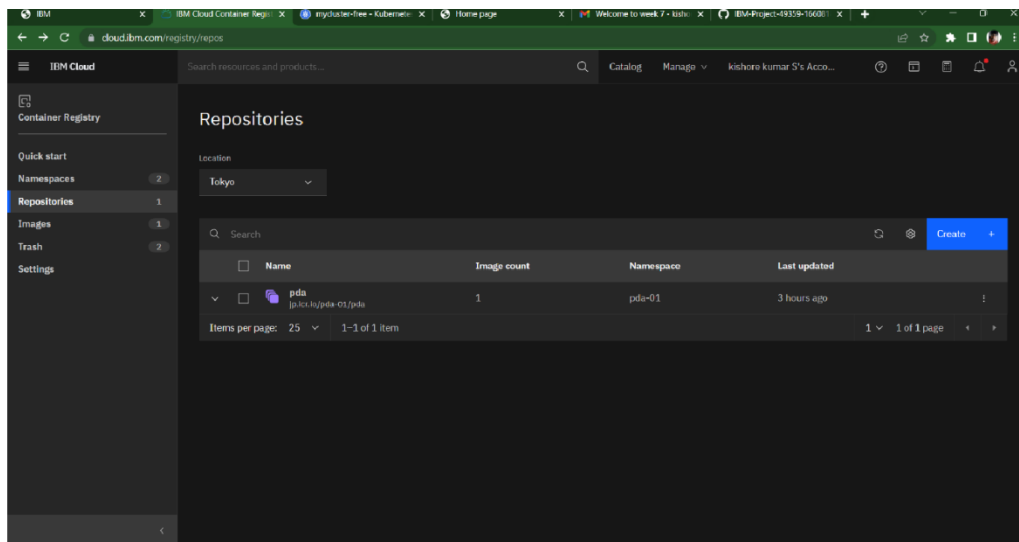 IBM
IBM Cloud Container Regist
mycluster-free - Kubernete
Home page
Welcome to week 7 - kisho
IBM-Project-49359-16608
cloud.ibm.com/registry/repos
IBM Cloud
Search resources and products...
Catalog
Manage
kishore kumar S's Acco...
Container Registry
Repositories
Location
Tokyo
Quick start
Namespaces 2
Repositories 1
Images 1
Trash 2
Settings
Search
Create +
Name Image count Namespace Last updated
pda 1 pda-01 3 hours ago
jp.icr.io/pda-01/pda
Items per page: 25 1–1 of 1 item 1 1 of 1 page